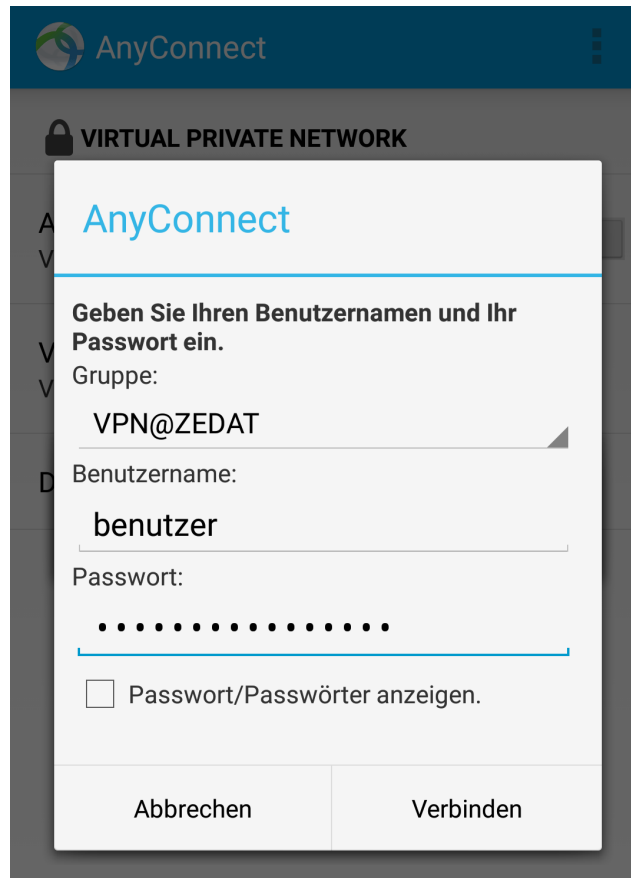 AnyConnect
VIRTUAL PRIVATE NETWORK
A
V
V
V
D
AnyConnect
Geben Sie Ihren Benutzernamen und Ihr
Passwort ein.
Gruppe:
VPN@ZEDAT
Benutzername:
benutzer
Passwort:
••••••••••••••••
Passwort/Passwörter anzeigen.
Abbrechen Verbinden